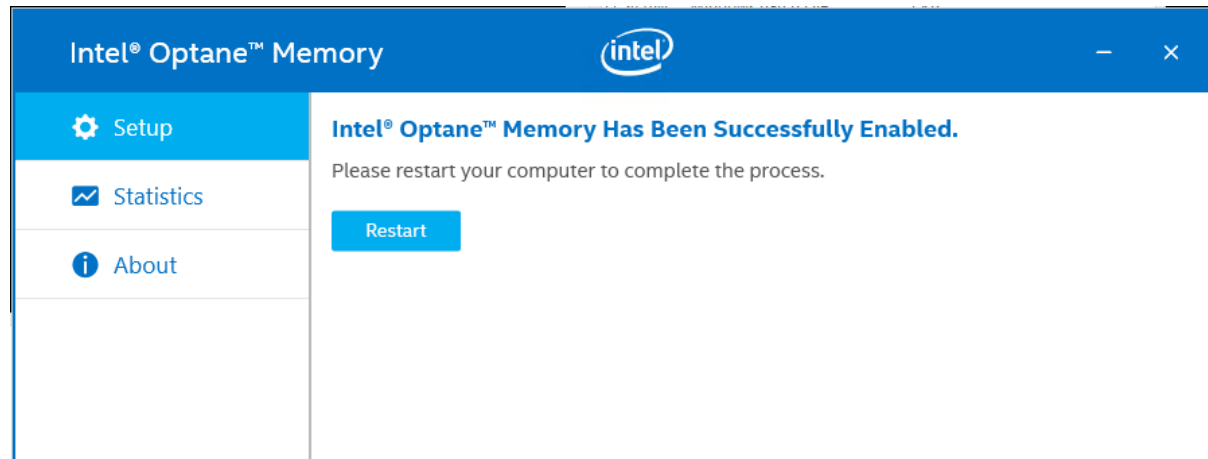 Intel® Optane™ Memory
intel®
Setup
Statistics
About
Intel® Optane™ Memory Has Been Successfully Enabled.
Please restart your computer to complete the process.
Restart